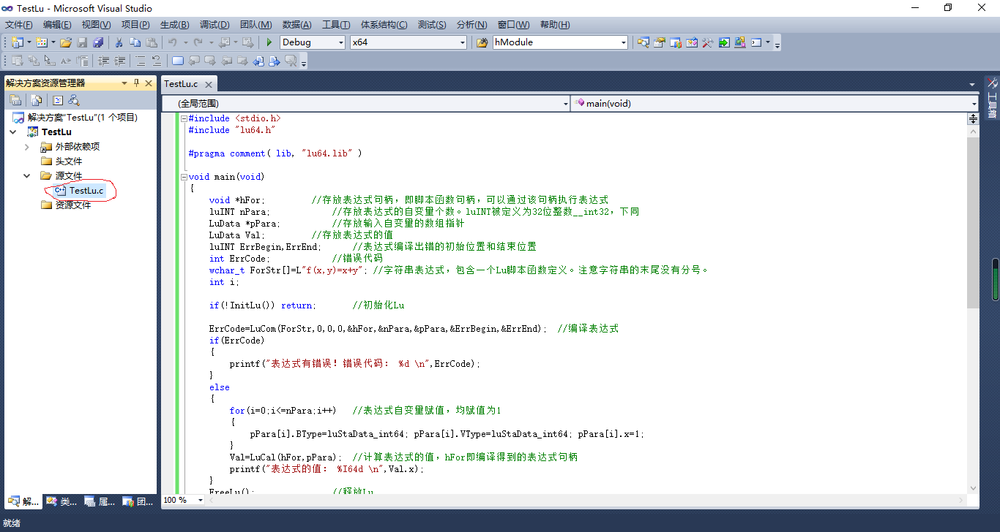 TestLu - Microsoft Visual Studio
文件(F) 编辑(E) 视图(V) 项目(P) 生成(B) 调试(D) 团队(M) 数据(A) 工具(T) 体系结构(C) 测试(S) 分析(N) 窗口(W) 帮助(H)
Debug x64 hModule
解决方案资源管理器
解决方案"TestLu"(1 个项目)
TestLu
外部依赖项
头文件
源文件
TestLu.c
资源文件
解... 类... 属... 团...
TestLu.c
(全局范围) main(void)
#include <stdio.h>
#include "lu64.h"
#pragma comment( lib, "lu64.lib" )
void main(void)
{
void *hFor; //存放表达式句柄，即脚本函数句柄，可以通过该句柄执行表达式
luINT nPara; //存放表达式的自变量个数。luINT被定义为32位整数__int32，下同
LuData *pPara; //存放输入自变量的数组指针
LuData Val; //存放表达式的值
luINT ErrBegin,ErrEnd; //表达式编译出错的初始位置和结束位置
int ErrCode; //错误代码
wchar_t ForStr[]=L"f(x,y)=x+y"; //字符串表达式，包含一个Lu脚本函数定义。注意字符串的末尾没有分号。
int i;
if(!InitLu()) return; //初始化Lu
ErrCode=LuCom(ForStr,0,0,0,&hFor,&nPara,&pPara,&ErrBegin,&ErrEnd); //编译表达式
if(ErrCode)
{
printf("表达式有错误！错误代码： %d \n",ErrCode);
}
else
{
for(i=0;i<=nPara;i++) //表达式自变量赋值，均赋值为1
{
pPara[i].BType=luStaData_int64; pPara[i].VType=luStaData_int64; pPara[i].x=1;
}
Val=LuCal(hFor,pPara); //计算表达式的值，hFor即编译得到的表达式句柄
printf("表达式的值： %I64d \n",Val.x);
}
FreeLu(); //释放Lu
100 %
工具箱
就绪